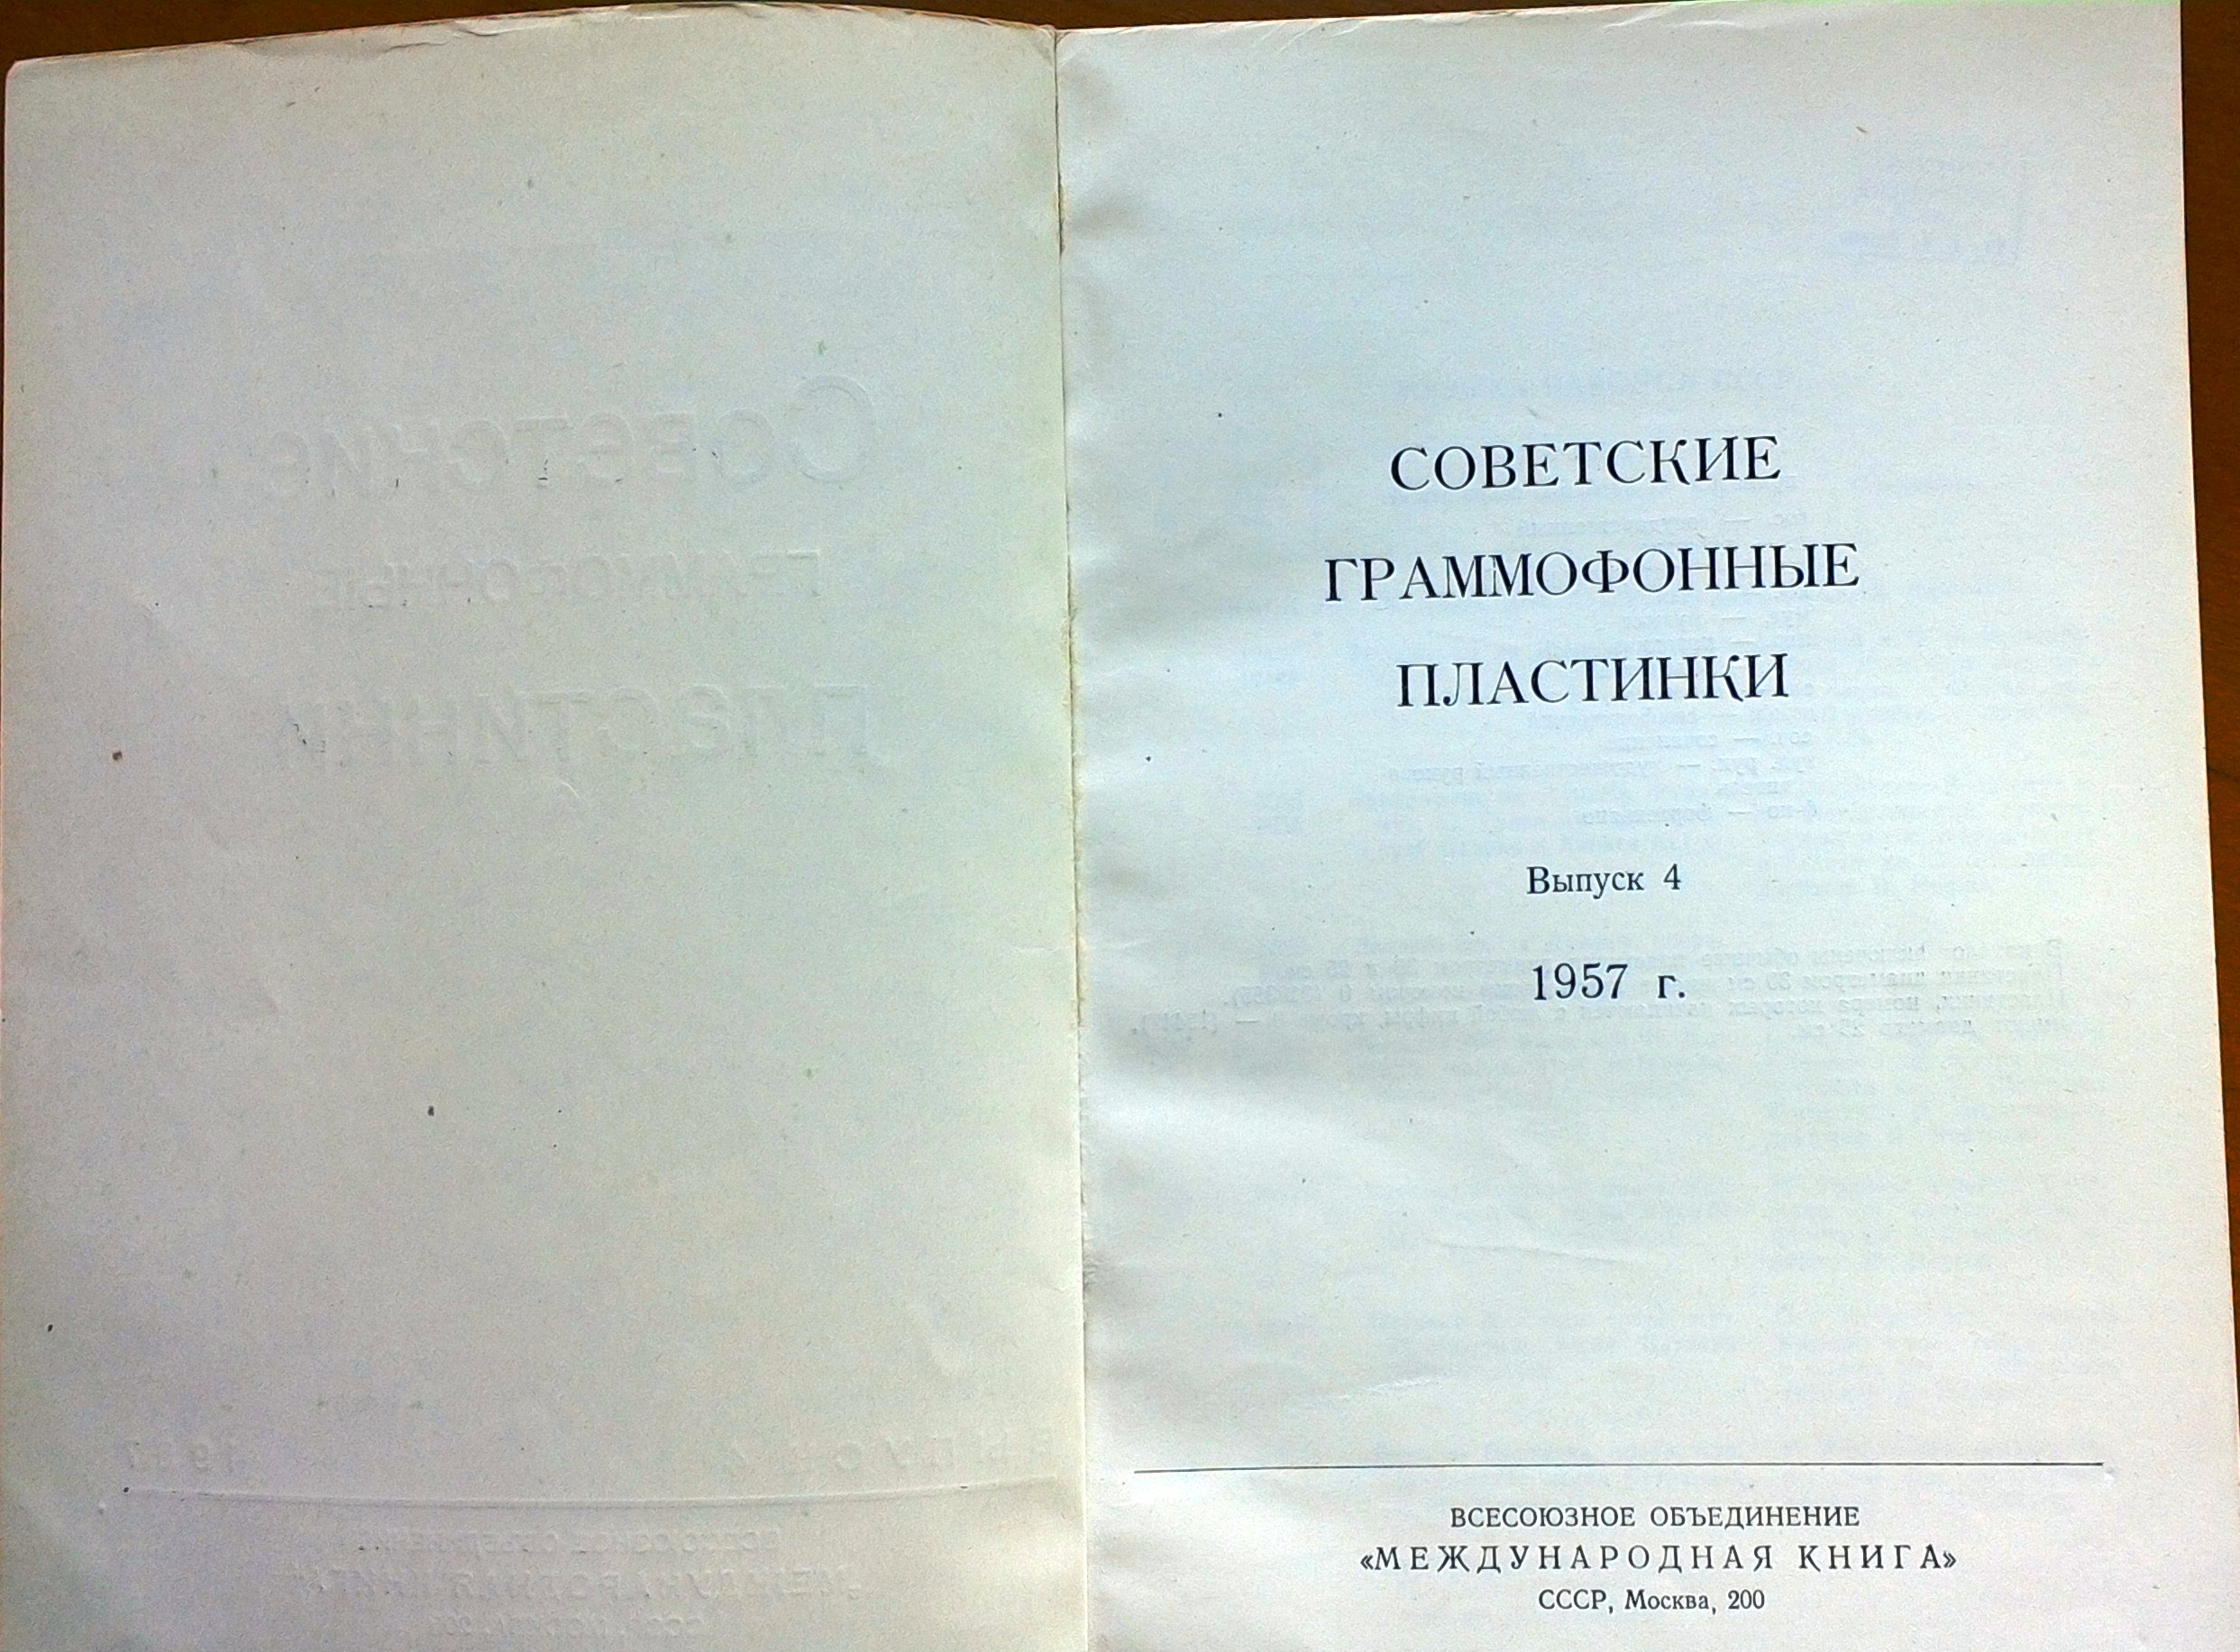 СОВЕТСКИЕ
ГРАММОФОННЫЕ
ПЛАСТИНКИ
Выпуск 4
1957 г.
ВСЕСОЮЗНОЕ ОБЪЕДИНЕНИЕ
«МЕЖДУНАРОДНАЯ КНИГА»
СССР, Москва, 200